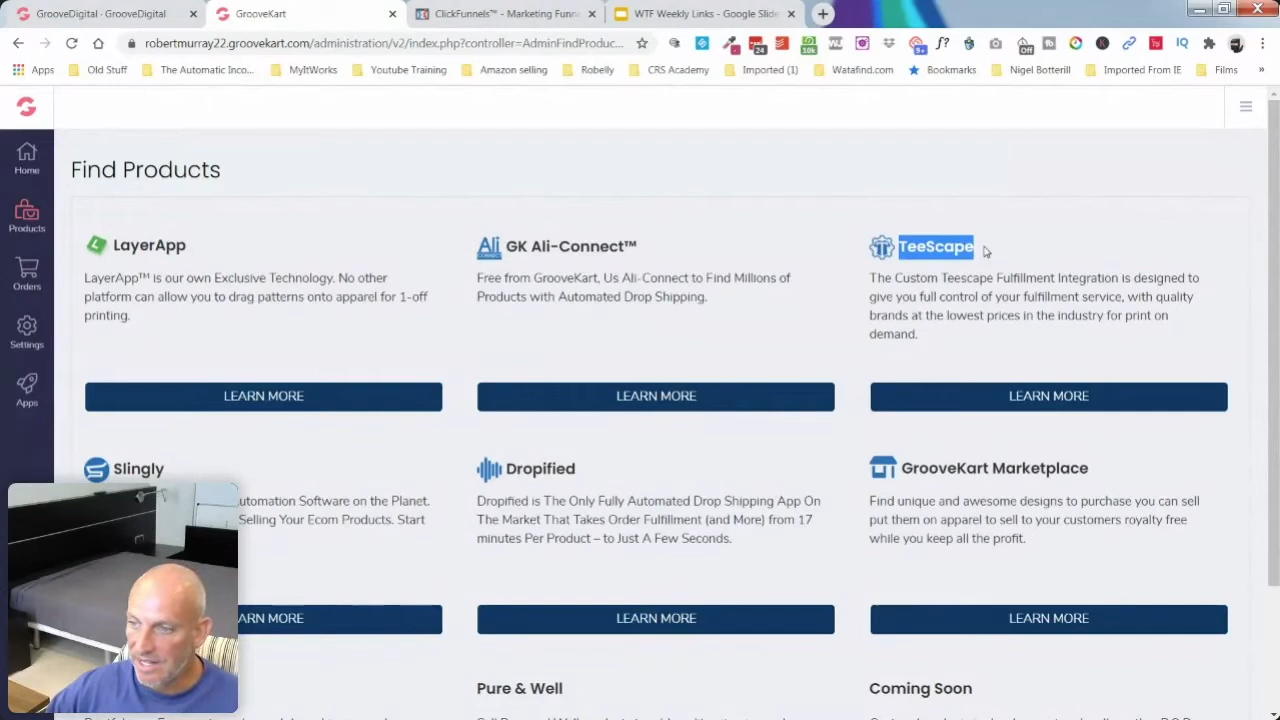 GrooveDigital - GrooveDigital
GrooveKart
ClickFunnels™ - Marketing Funn
WTF Weekly Links - Google Slide
robertmurray22.groovekart.com/administration/v2/index.php?controller=AdminFindProduc...
24
10k
9+
f?
Off
IQ
Apps
Old Stuff
The Automatic Inco...
MyItWorks
Youtube Training
Amazon selling
Robelly
CRS Academy
Imported (1)
Watafind.com
Bookmarks
Nigel Botterill
Imported From IE
Films
»
Home
Products
Orders
Settings
Apps
Find Products
LayerApp
LayerApp™ is our own Exclusive Technology. No other
platform can allow you to drag patterns onto apparel for 1-off
printing.
LEARN MORE
Ali
CONNECT
GK Ali-Connect™
Free from GrooveKart, Us Ali-Connect to Find Millions of
Products with Automated Drop Shipping.
LEARN MORE
TeeScape
The Custom Teescape Fulfillment Integration is designed to
give you full control of your fulfillment service, with quality
brands at the lowest prices in the industry for print on
demand.
LEARN MORE
Slingly
utomation Software on the Planet.
Selling Your Ecom Products. Start
ARN MORE
Dropified
Dropified is The Only Fully Automated Drop Shipping App On
The Market That Takes Order Fulfillment (and More) from 17
minutes Per Product – to Just A Few Seconds.
LEARN MORE
GrooveKart Marketplace
Find unique and awesome designs to purchase you can sell
put them on apparel to sell to your customers royalty free
while you keep all the profit.
LEARN MORE
Pure & Well
Coming Soon